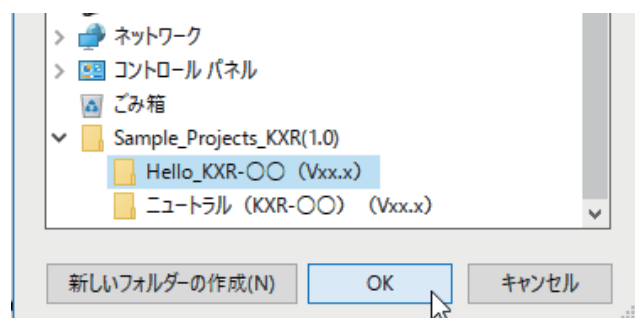 ネットワーク
コントロール パネル
ごみ箱
Sample_Projects_KXR(1.0)
Hello_KXR-〇〇（Vxx.x）
ニュートラル（KXR-〇〇）（Vxx.x）
新しいフォルダーの作成(N) OK キャンセル